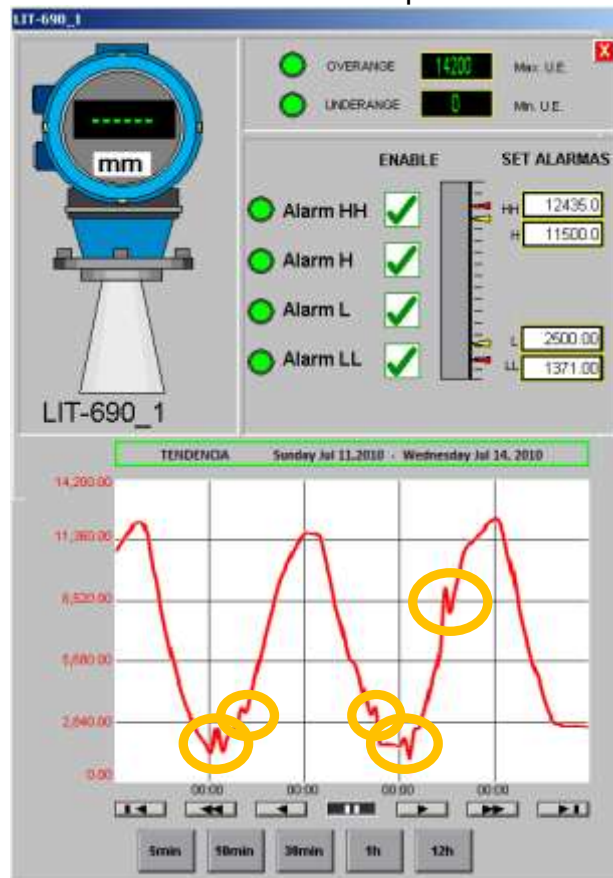 LIT-690_1
X
OVERANGE 14200 Max. U.E.
UNDERANGE 0 Min. U.E.
------
mm
ENABLE SET ALARMAS
Alarm HH HH 12435.0
Alarm H H 11500.0
Alarm L L 2500.00
Alarm LL LL 1371.00
LIT-690_1
TENDENCIA Sunday Jul 11,2010 - Wednesday Jul 14, 2010
14,200.00
11,360.00
8,520.00
5,680.00
2,840.00
0.00
00:00 00:00 00:00 00:00
5min 10min 30min 1h 12h